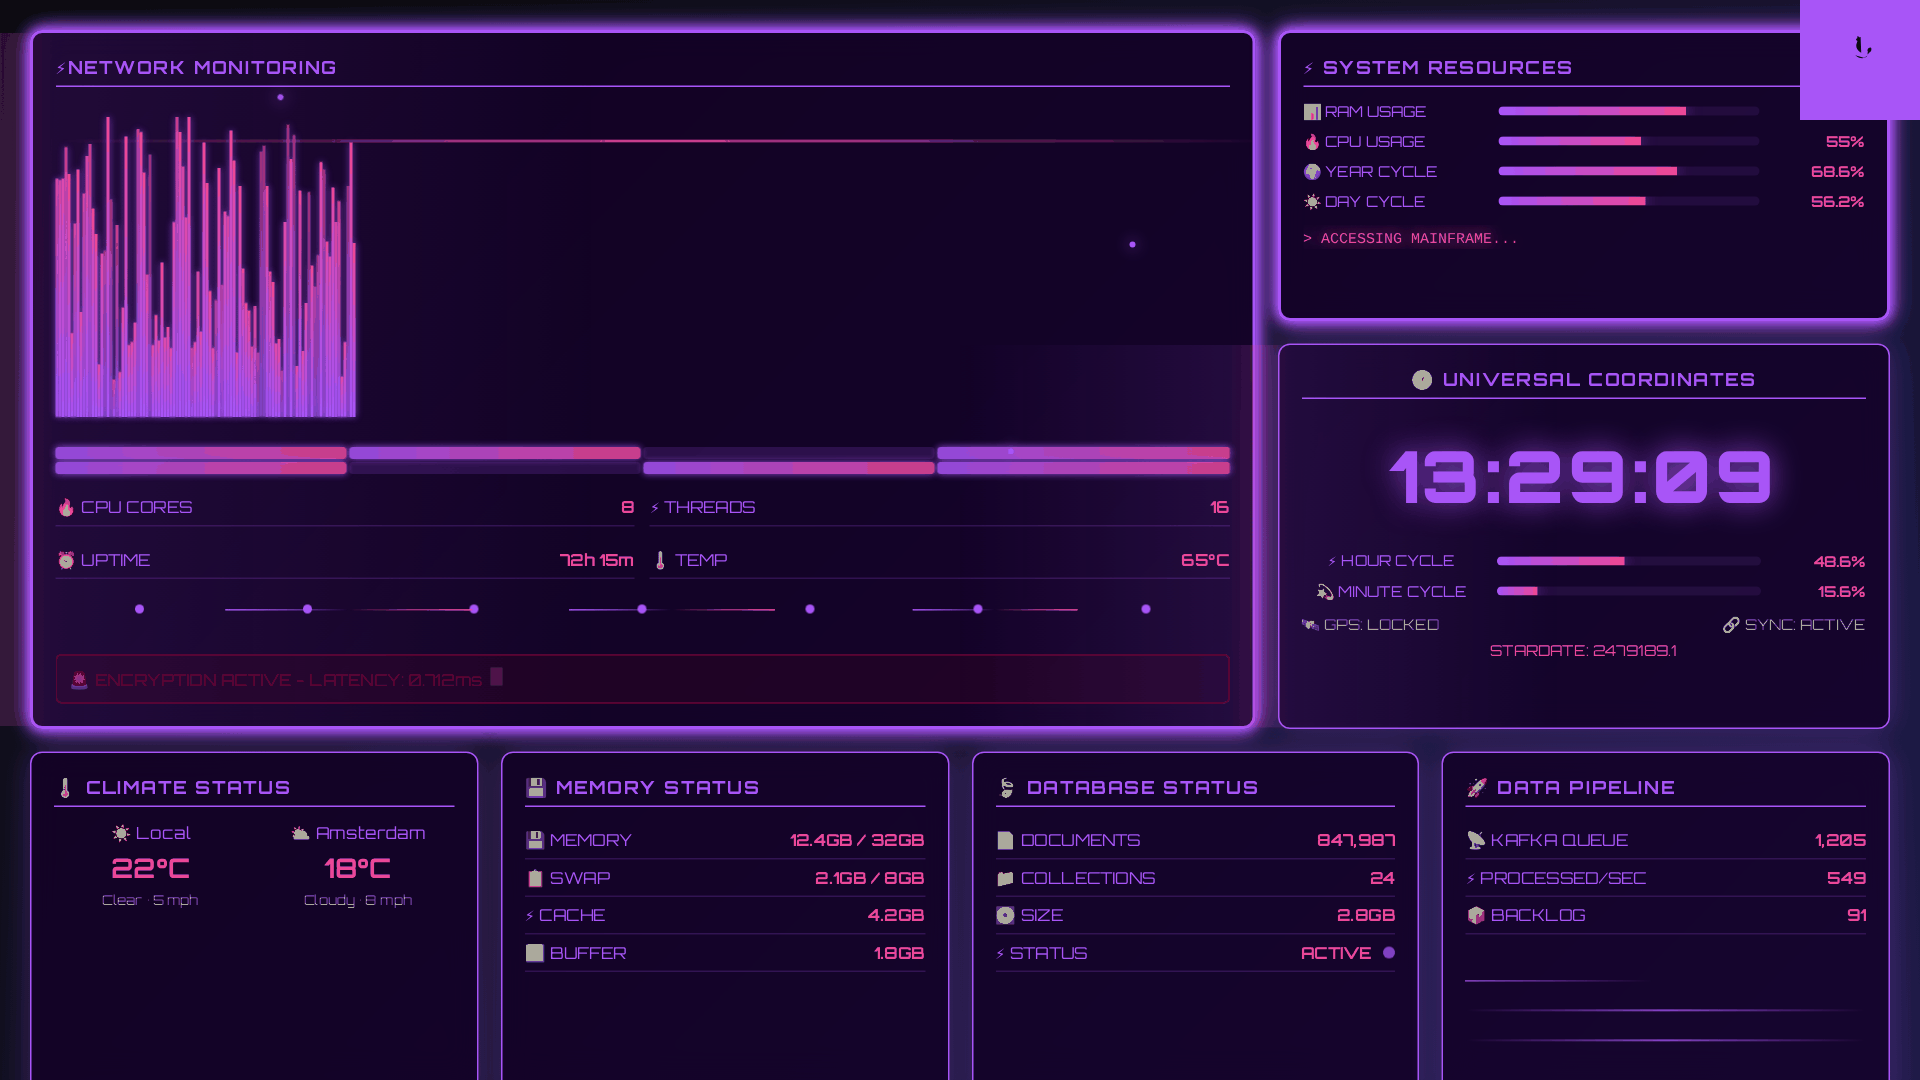 NETWORK MONITORING
CPU CORES 8
THREADS 16
UPTIME 72h 15m
TEMP 65°C
ENCRYPTION ACTIVE - LATENCY: 0.712ms
SYSTEM RESOURCES
RAM USAGE
CPU USAGE 55%
YEAR CYCLE 68.6%
DAY CYCLE 56.2%
> ACCESSING MAINFRAME...
UNIVERSAL COORDINATES
13:29:09
HOUR CYCLE 48.6%
MINUTE CYCLE 15.6%
GPS: LOCKED
SYNC: ACTIVE
STARDATE: 2479189.1
CLIMATE STATUS
Local
22°C
Clear · 5 mph
Amsterdam
18°C
Cloudy · 8 mph
MEMORY STATUS
MEMORY 12.4GB / 32GB
SWAP 2.1GB / 8GB
CACHE 4.2GB
BUFFER 1.8GB
DATABASE STATUS
DOCUMENTS 847,987
COLLECTIONS 24
SIZE 2.8GB
STATUS ACTIVE
DATA PIPELINE
KAFKA QUEUE 1,205
PROCESSED/SEC 549
BACKLOG 91